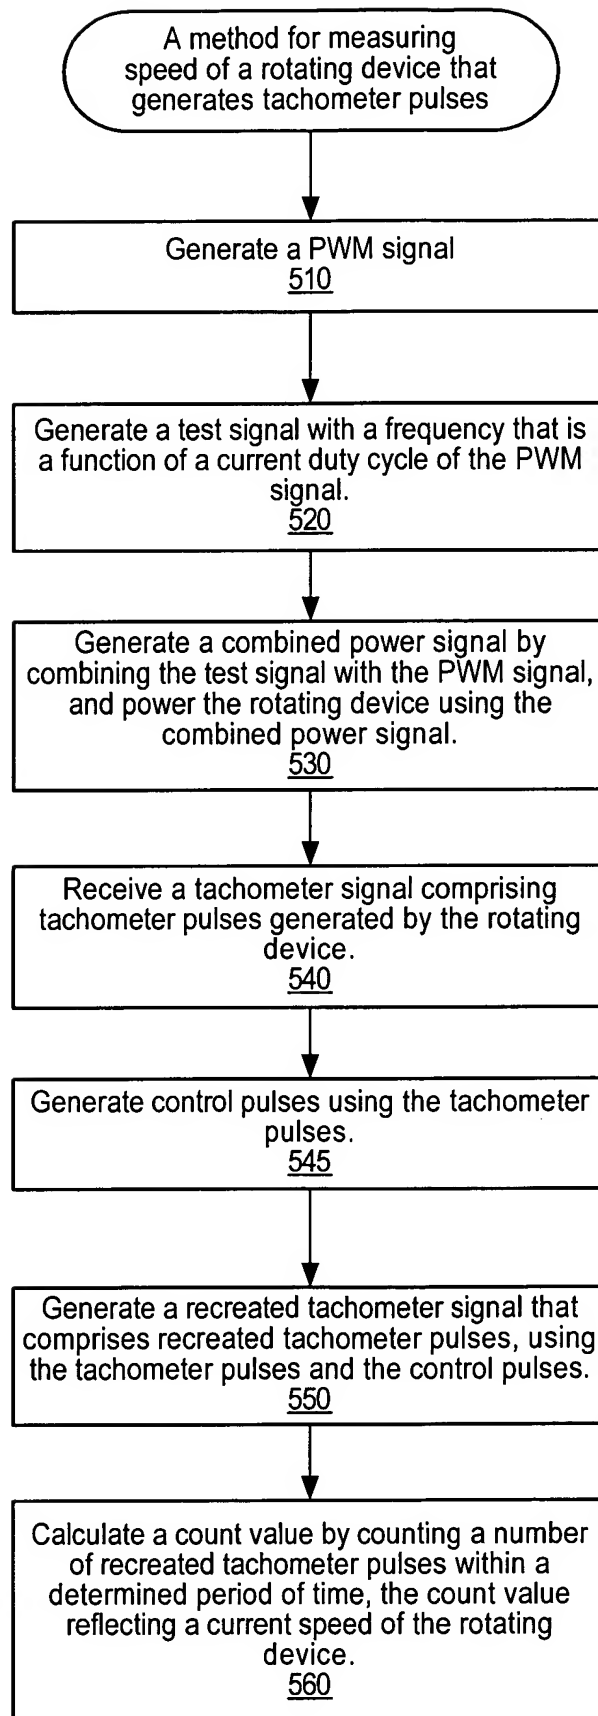 A method for measuring
speed of a rotating device that
generates tachometer pulses
Generate a PWM signal
510
Generate a test signal with a frequency that is
a function of a current duty cycle of the PWM
signal.
520
Generate a combined power signal by
combining the test signal with the PWM signal,
and power the rotating device using the
combined power signal.
530
Receive a tachometer signal comprising
tachometer pulses generated by the rotating
device.
540
Generate control pulses using the tachometer
pulses.
545
Generate a recreated tachometer signal that
comprises recreated tachometer pulses, using
the tachometer pulses and the control pulses.
550
Calculate a count value by counting a number
of recreated tachometer pulses within a
determined period of time, the count value
reflecting a current speed of the rotating
device.
560